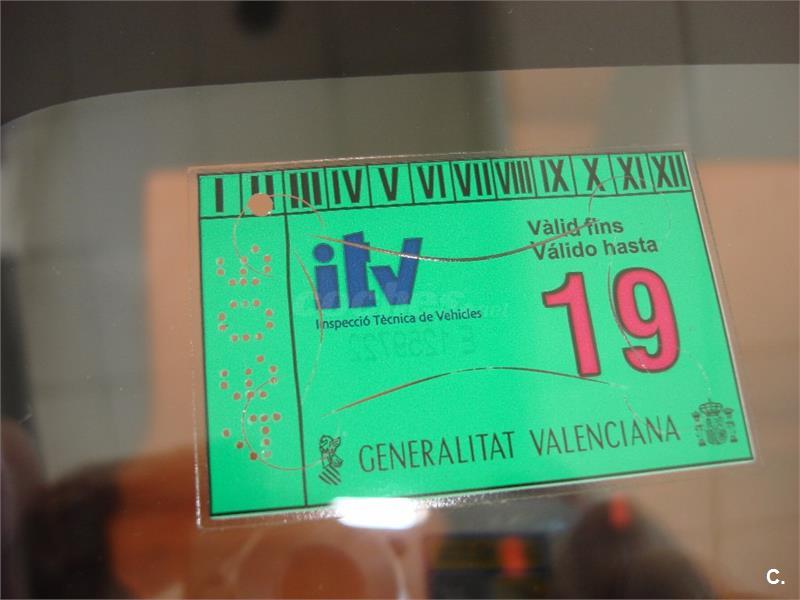 I II III IV V VI VII VIII IX X XI XII
Vàlid fins
Válido hasta
itv
Inspecció Tècnica de Vehicles
19
GENERALITAT VALENCIANA
C.